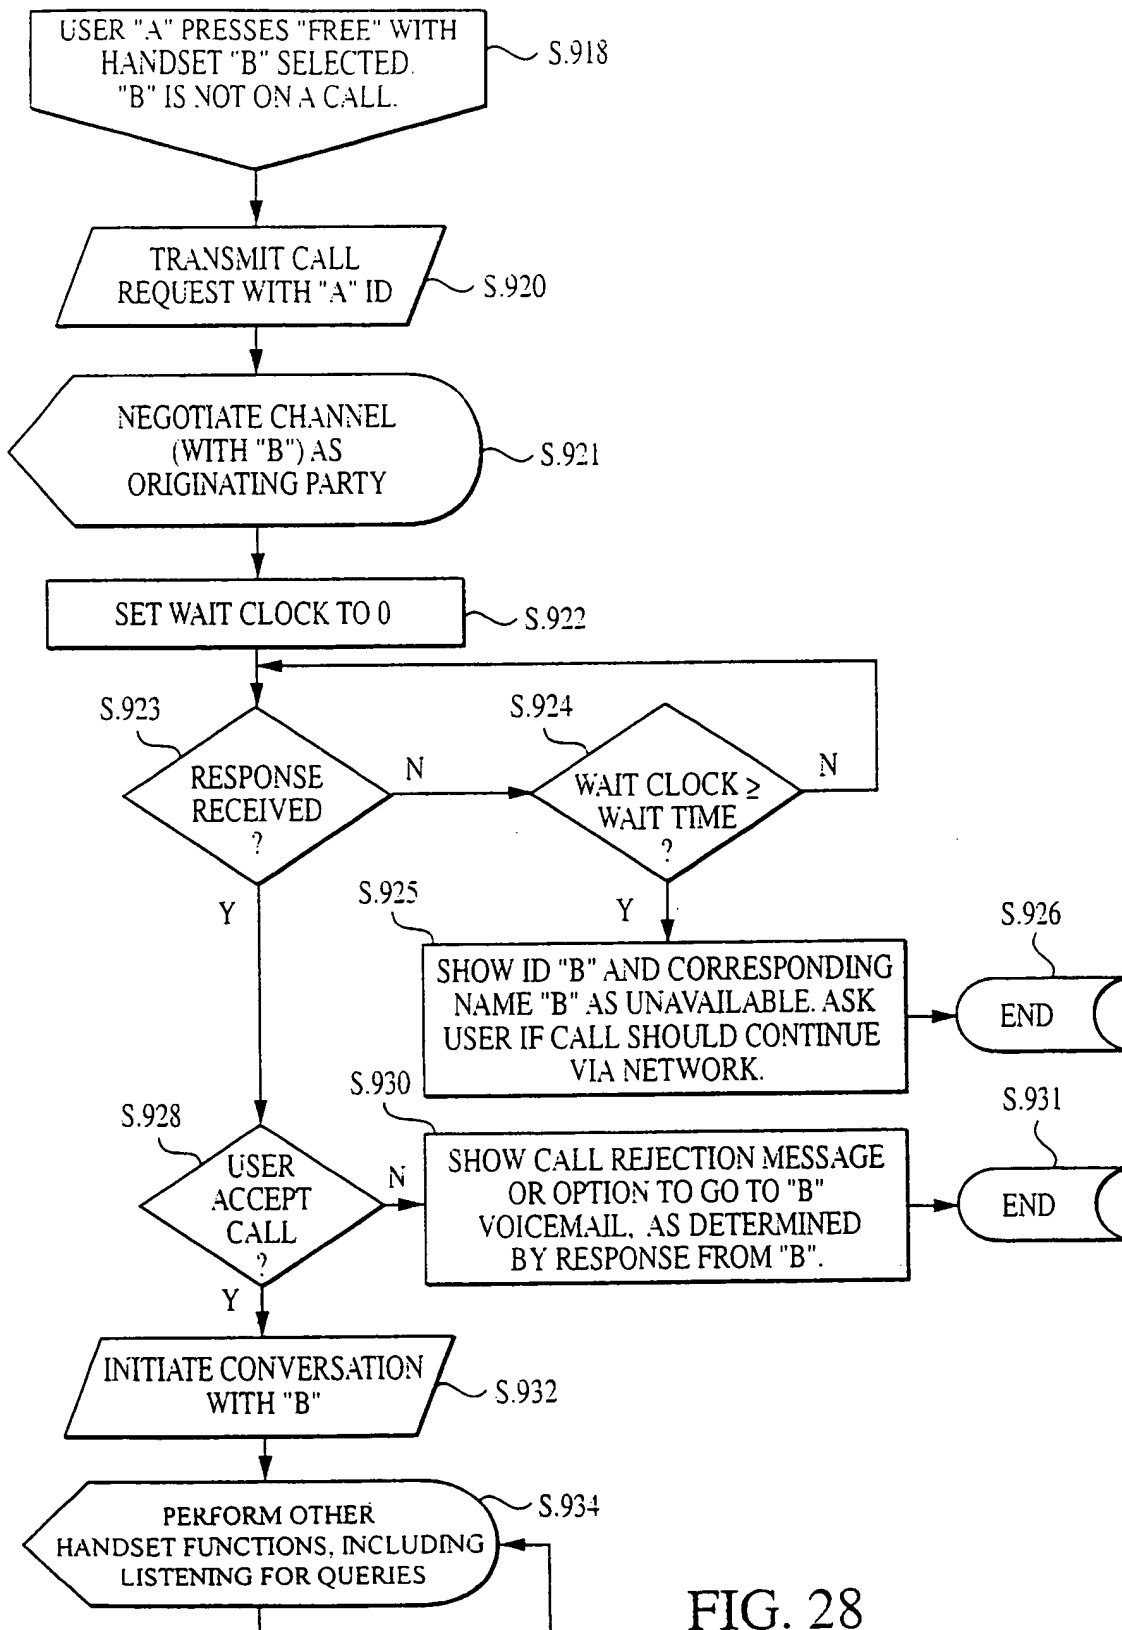 USER "A" PRESSES "FREE" WITH
HANDSET "B" SELECTED.
"B" IS NOT ON A CALL.
S.918
TRANSMIT CALL
REQUEST WITH "A" ID
S.920
NEGOTIATE CHANNEL
(WITH "B") AS
ORIGINATING PARTY
S.921
SET WAIT CLOCK TO 0
S.922
S.923
RESPONSE
RECEIVED
?
N
Y
S.924
WAIT CLOCK ≥
WAIT TIME
?
N
Y
S.925
SHOW ID "B" AND CORRESPONDING
NAME "B" AS UNAVAILABLE. ASK
USER IF CALL SHOULD CONTINUE
VIA NETWORK.
S.926
END
S.928
USER
ACCEPT
CALL
?
N
Y
S.930
SHOW CALL REJECTION MESSAGE
OR OPTION TO GO TO "B"
VOICEMAIL, AS DETERMINED
BY RESPONSE FROM "B".
S.931
END
INITIATE CONVERSATION
WITH "B"
S.932
PERFORM OTHER
HANDSET FUNCTIONS, INCLUDING
LISTENING FOR QUERIES
S.934
FIG. 28